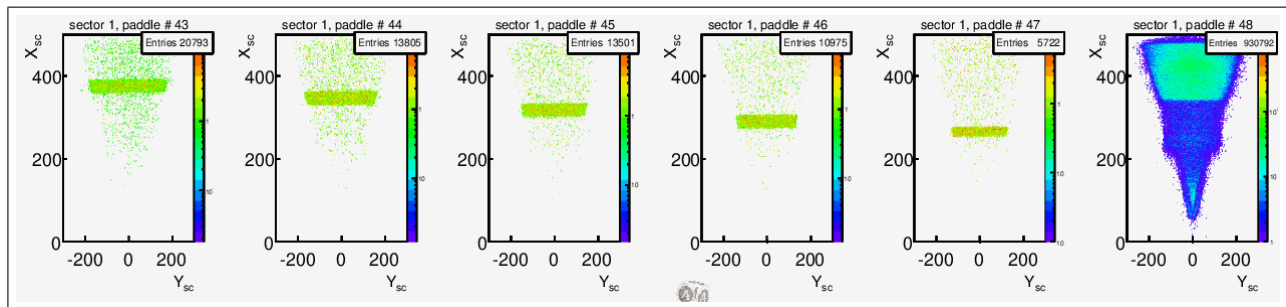 sector 1, paddle # 43
Entries 20793
X_sc
400
200
0
-200 0 200
Y_sc
sector 1, paddle # 44
Entries 13805
X_sc
400
200
0
-200 0 200
Y_sc
sector 1, paddle # 45
Entries 13501
X_sc
400
200
0
-200 0 200
Y_sc
sector 1, paddle # 46
Entries 10975
X_sc
400
200
0
-200 0 200
Y_sc
sector 1, paddle # 47
Entries 5722
X_sc
400
200
0
-200 0 200
Y_sc
sector 1, paddle # 48
Entries 930792
X_sc
400
200
0
-200 0 200
Y_sc